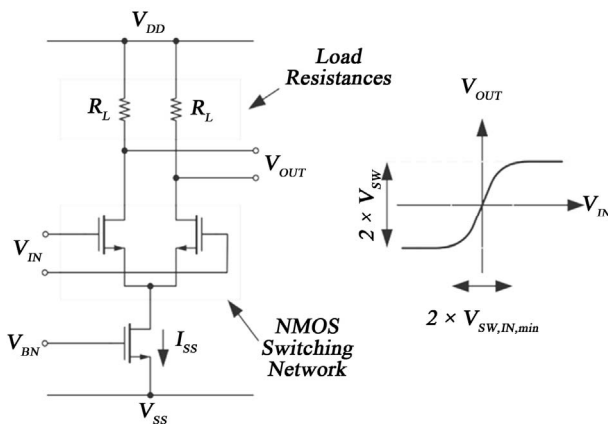 V_DD
Load
Resistances
R_L
R_L
V_OUT
V_IN
NMOS
Switching
Network
V_BN
I_SS
V_SS
V_OUT
V_IN
2 × V_SW
2 × V_SW,IN,min